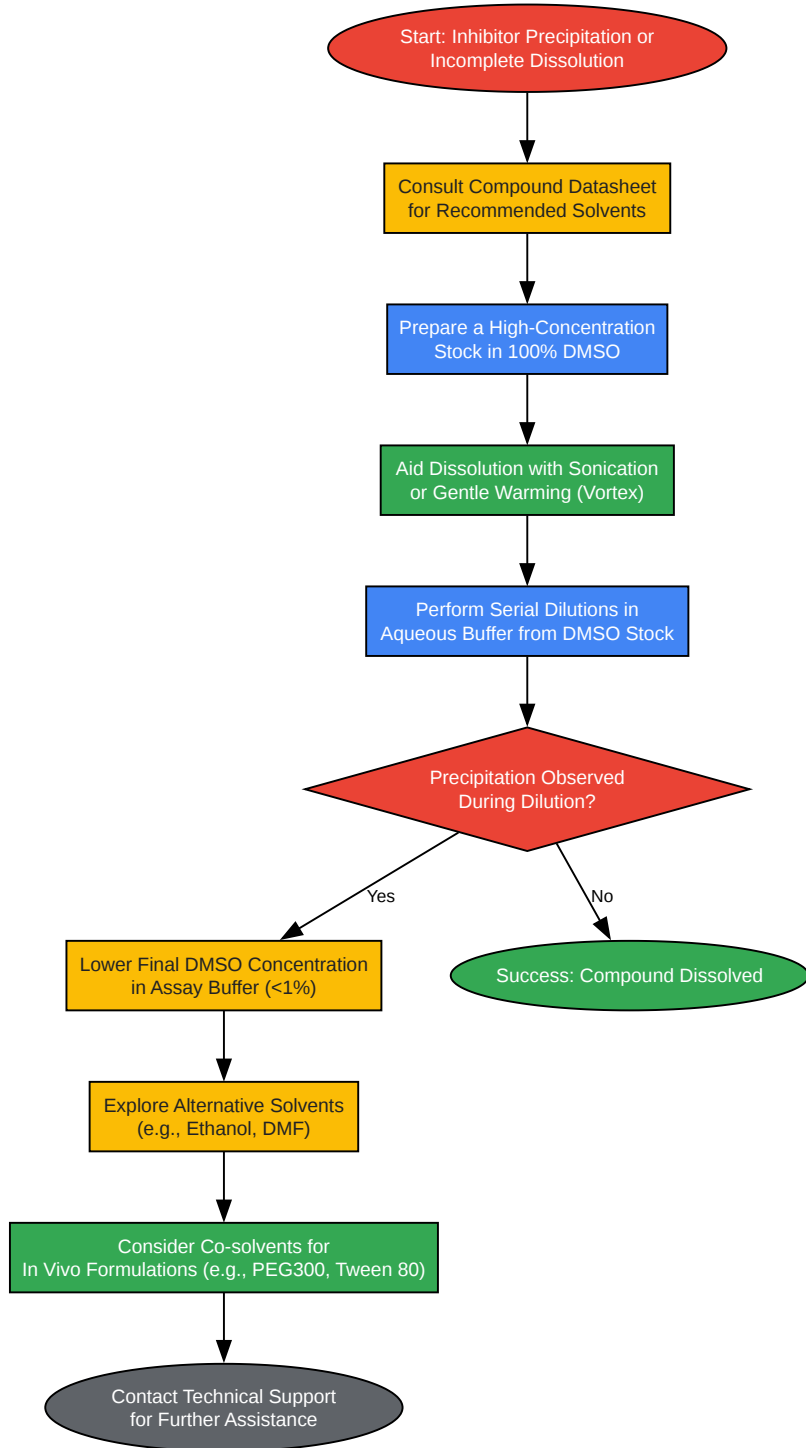 Start: Inhibitor Precipitation or
Incomplete Dissolution
Consult Compound Datasheet
for Recommended Solvents
Prepare a High-Concentration
Stock in 100% DMSO
Aid Dissolution with Sonication
or Gentle Warming (Vortex)
Perform Serial Dilutions in
Aqueous Buffer from DMSO Stock
Precipitation Observed
During Dilution?
Yes
No
Lower Final DMSO Concentration
in Assay Buffer (<1%)
Success: Compound Dissolved
Explore Alternative Solvents
(e.g., Ethanol, DMF)
Consider Co-solvents for
In Vivo Formulations (e.g., PEG300, Tween 80)
Contact Technical Support
for Further Assistance